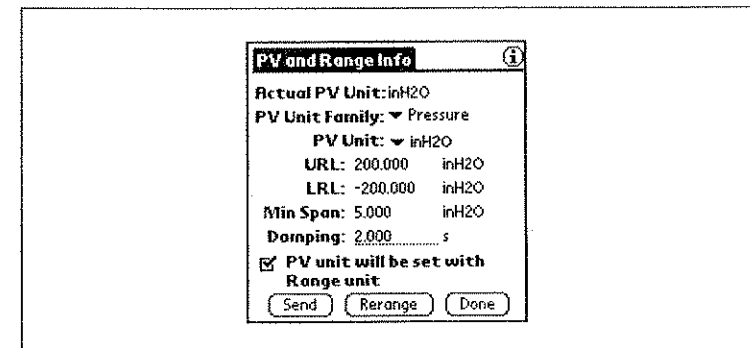 PV and Range Info i
Actual PV Unit: inH2O
PV Unit Family: Pressure
PV Unit: inH2O
URL: 200.000 inH2O
LRL: -200.000 inH2O
Min Span: 5.000 inH2O
Damping: 2.000 s
PV unit will be set with
Range unit
Send Rerange Done